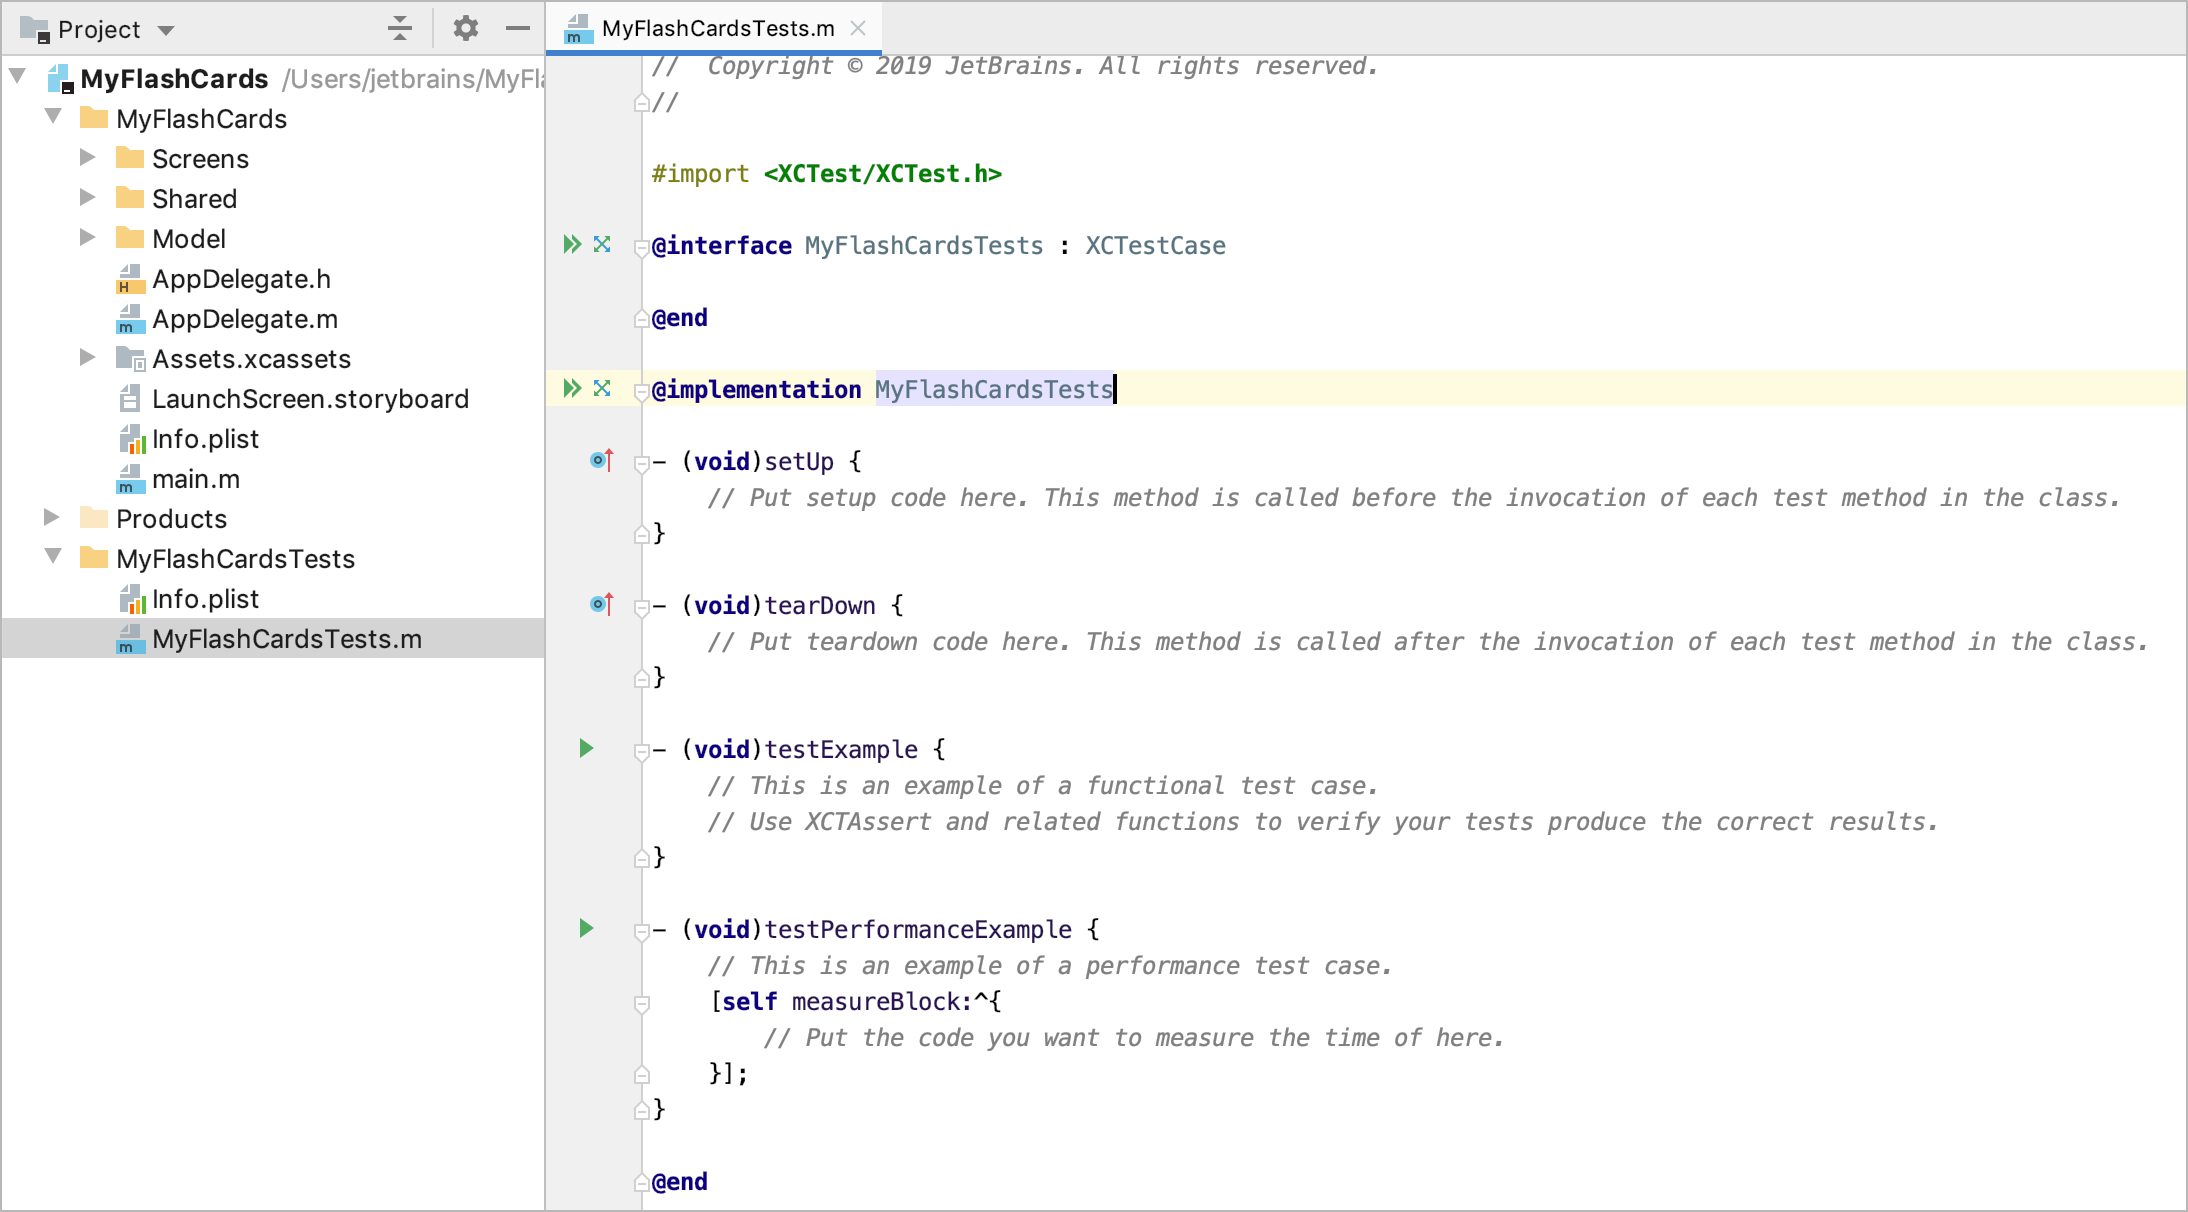 Project
MyFlashCards /Users/jetbrains/MyFla
MyFlashCards
Screens
Shared
Model
H AppDelegate.h
m AppDelegate.m
Assets.xcassets
LaunchScreen.storyboard
Info.plist
m main.m
Products
MyFlashCardsTests
Info.plist
m MyFlashCardsTests.m
m MyFlashCardsTests.m
//  Copyright © 2019 JetBrains. All rights reserved.
//
#import <XCTest/XCTest.h>
@interface MyFlashCardsTests : XCTestCase
@end
@implementation MyFlashCardsTests
- (void)setUp {
    // Put setup code here. This method is called before the invocation of each test method in the class.
}
- (void)tearDown {
    // Put teardown code here. This method is called after the invocation of each test method in the class.
}
- (void)testExample {
    // This is an example of a functional test case.
    // Use XCTAssert and related functions to verify your tests produce the correct results.
}
- (void)testPerformanceExample {
    // This is an example of a performance test case.
    [self measureBlock:^{
        // Put the code you want to measure the time of here.
    }];
}
@end